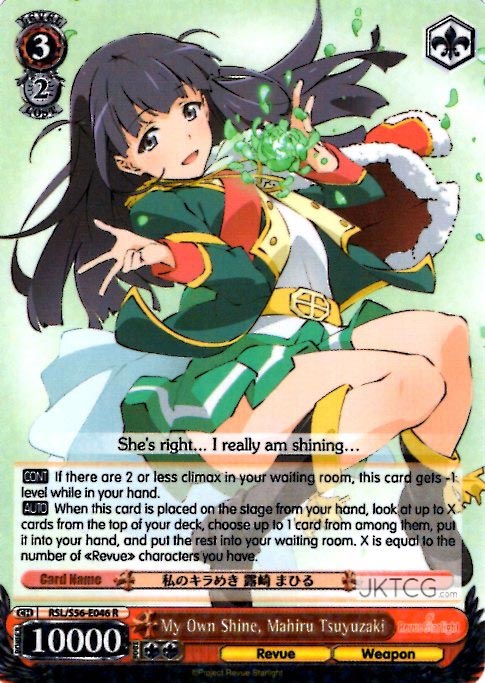 LEVEL
3
2
COST
She's right... I really am shining...
CONT If there are 2 or less climax in your waiting room, this card gets -1
level while in your hand.
AUTO When this card is placed on the stage from your hand, look at up to X
cards from the top of your deck, choose up to 1 card from among them, put
it into your hand, and put the rest into your waiting room. X is equal to the
number of «Revue» characters you have.
Card Name 私のキラめき 露崎 まひる
JKTCG.com
RSL/S56-E046 R
10000
My Own Shine, Mahiru Tsuyuzaki
Revue Starlight
Revue Weapon
©Project Revue Starlight